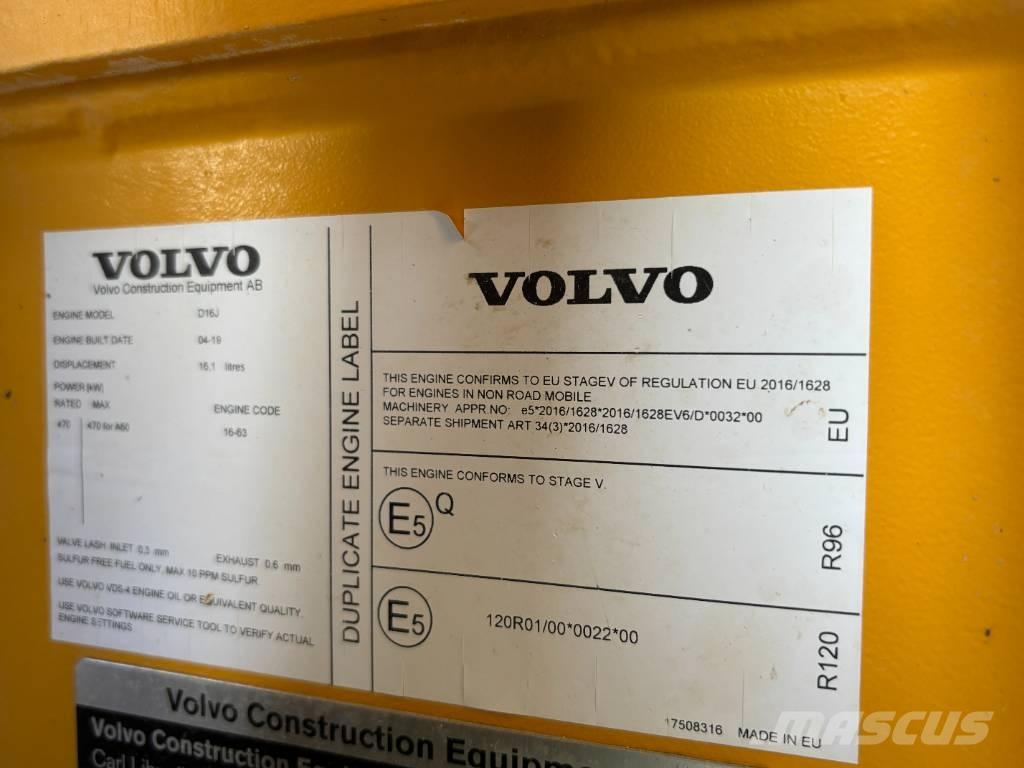 VOLVO
Volvo Construction Equipment AB
ENGINE MODEL D16J
ENGINE BUILT DATE 04-19
DISPLACEMENT 16,1 litres
POWER [kW]
RATED MAX ENGINE CODE
470 470 for A60 16-63
VALVE LASH INLET 0,3 mm EXHAUST 0.6 mm
SULFUR FREE FUEL ONLY, MAX 10 PPM SULFUR
USE VOLVO VDS-4 ENGINE OIL OR EQUIVALENT QUALITY.
USE VOLVO SOFTWARE SERVICE TOOL TO VERIFY ACTUAL
ENGINE SETTINGS
DUPLICATE ENGINE LABEL
VOLVO
THIS ENGINE CONFIRMS TO EU STAGEV OF REGULATION EU 2016/1628
FOR ENGINES IN NON ROAD MOBILE
MACHINERY APPR.NO: e5*2016/1628*2016/1628EV6/D*0032*00
SEPARATE SHIPMENT ART 34(3)*2016/1628
EU
THIS ENGINE CONFORMS TO STAGE V.
E5 Q
R96
E5 120R01/00*0022*00
R120
17508316 MADE IN EU
Volvo Construction Equipme
Volvo Construction
Carl
MASCUS